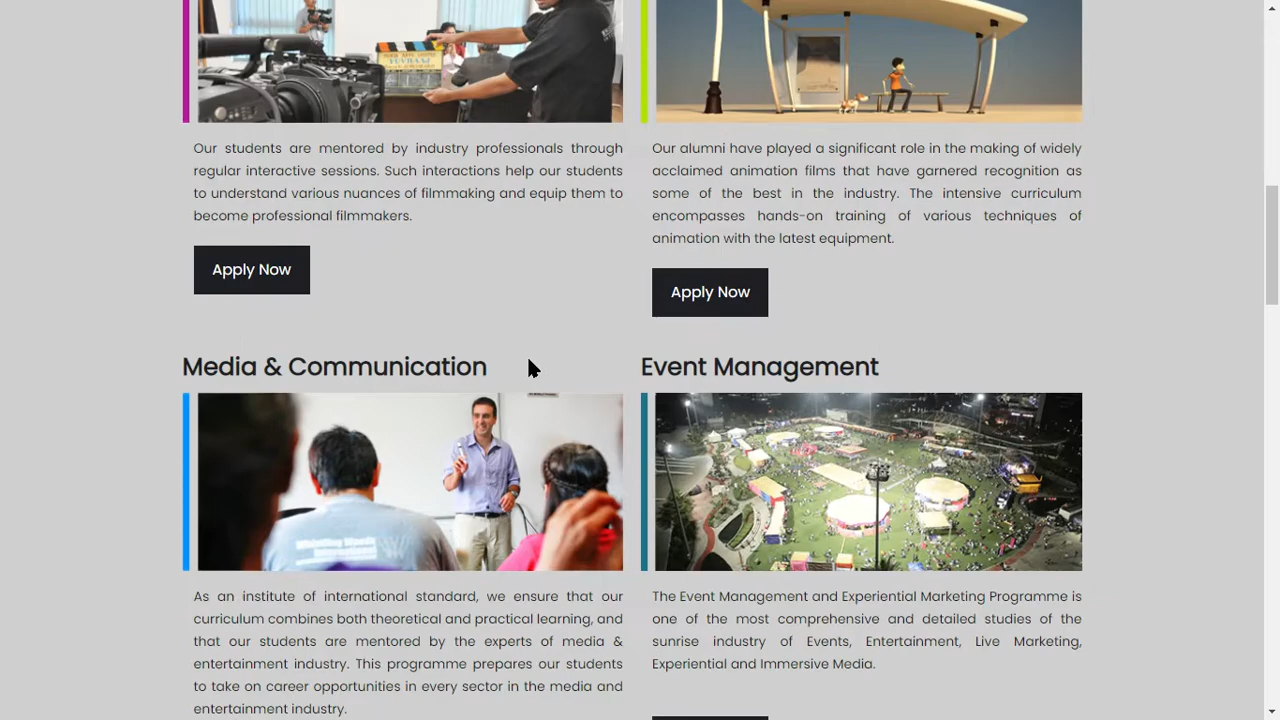 Our students are mentored by industry professionals through
regular interactive sessions. Such interactions help our students
to understand various nuances of filmmaking and equip them to
become professional filmmakers.
Apply Now
Our alumni have played a significant role in the making of widely
acclaimed animation films that have garnered recognition as
some of the best in the industry. The intensive curriculum
encompasses hands-on training of various techniques of
animation with the latest equipment.
Apply Now
Media & Communication
As an institute of international standard, we ensure that our
curriculum combines both theoretical and practical learning, and
that our students are mentored by the experts of media &
entertainment industry. This programme prepares our students
to take on career opportunities in every sector in the media and
entertainment industry.
Event Management
The Event Management and Experiential Marketing Programme is
one of the most comprehensive and detailed studies of the
sunrise industry of Events, Entertainment, Live Marketing,
Experiential and Immersive Media.